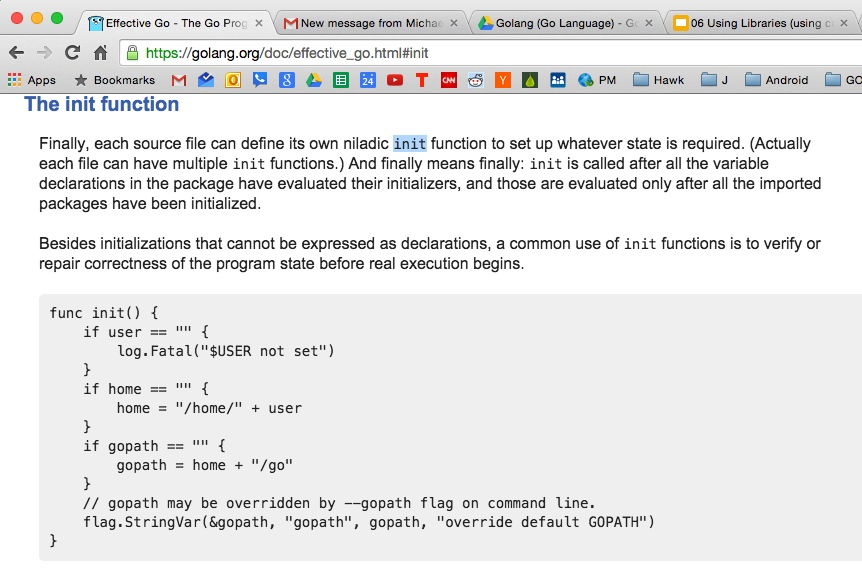 Effective Go - The Go Prog
New message from Michae
Golang (Go Language) - Go
06 Using Libraries (using c
https://golang.org/doc/effective_go.html#init
Apps Bookmarks 8 24 T CNN Y PM Hawk J Android GO
The init function
Finally, each source file can define its own niladic init function to set up whatever state is required. (Actually
each file can have multiple init functions.) And finally means finally: init is called after all the variable
declarations in the package have evaluated their initializers, and those are evaluated only after all the imported
packages have been initialized.
Besides initializations that cannot be expressed as declarations, a common use of init functions is to verify or
repair correctness of the program state before real execution begins.
func init() {
    if user == "" {
        log.Fatal("$USER not set")
    }
    if home == "" {
        home = "/home/" + user
    }
    if gopath == "" {
        gopath = home + "/go"
    }
    // gopath may be overridden by --gopath flag on command line.
    flag.StringVar(&gopath, "gopath", gopath, "override default GOPATH")
}